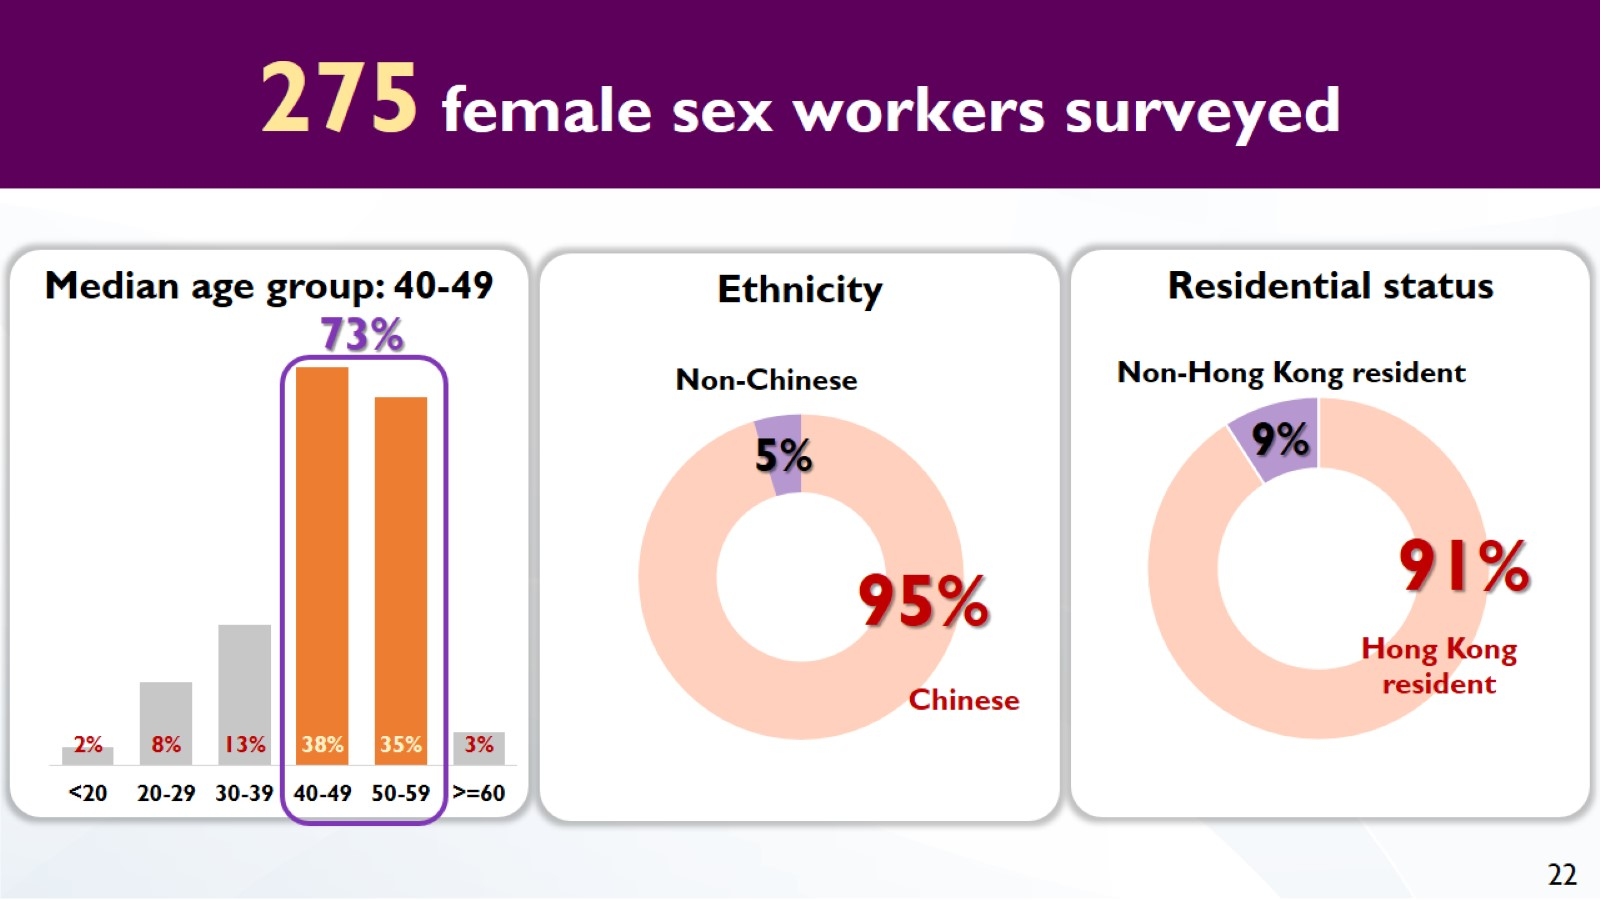 275 female sex workers surveyed
Median age group: 40-49
73%
2% 8% 13% 38% 35% 3%
<20 20-29 30-39 40-49 50-59 >=60
Ethnicity
Non-Chinese
5%
95%
Chinese
Residential status
Non-Hong Kong resident
9%
91%
Hong Kong
resident
22